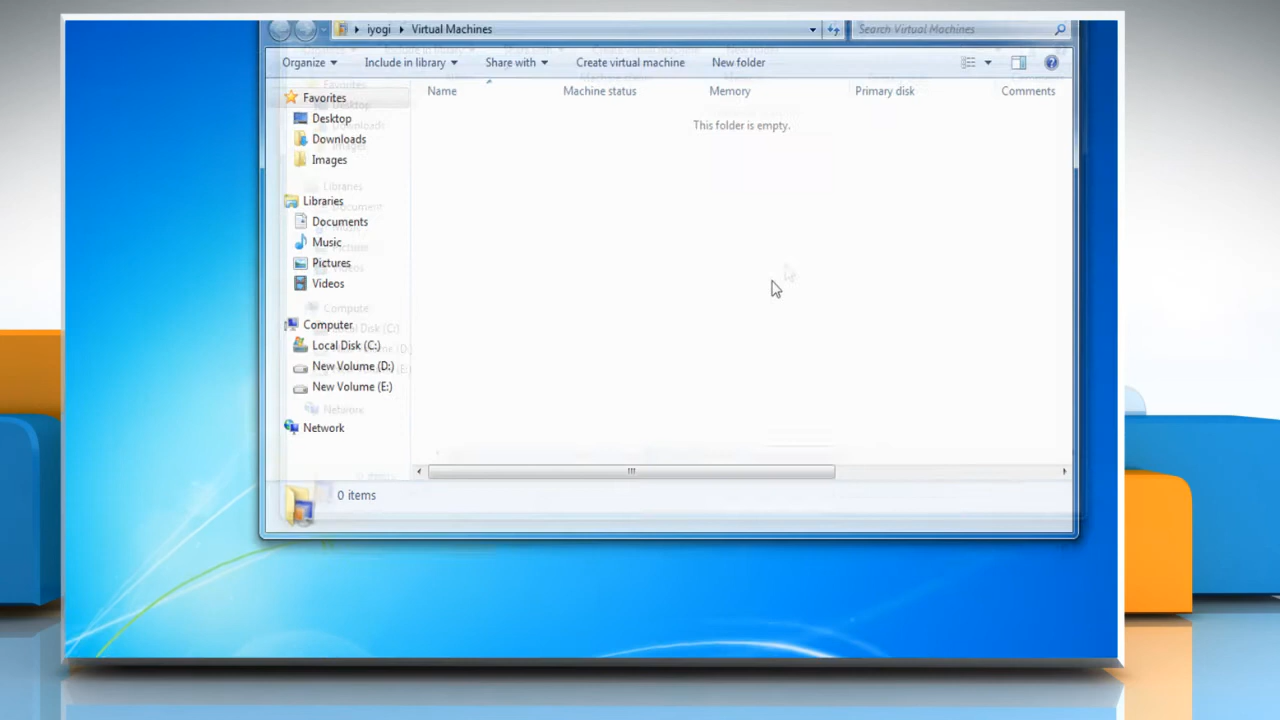 iyogi Virtual Machines Search Virtual Machines
Organize Include in library Share with Create virtual machine New folder
Name Machine status Memory Primary disk Comments
This folder is empty.
Favorites
Desktop
Downloads
Images
Libraries
Documents
Music
Pictures
Videos
Computer
Local Disk (C:)
New Volume (D:)
New Volume (E:)
Network
0 items